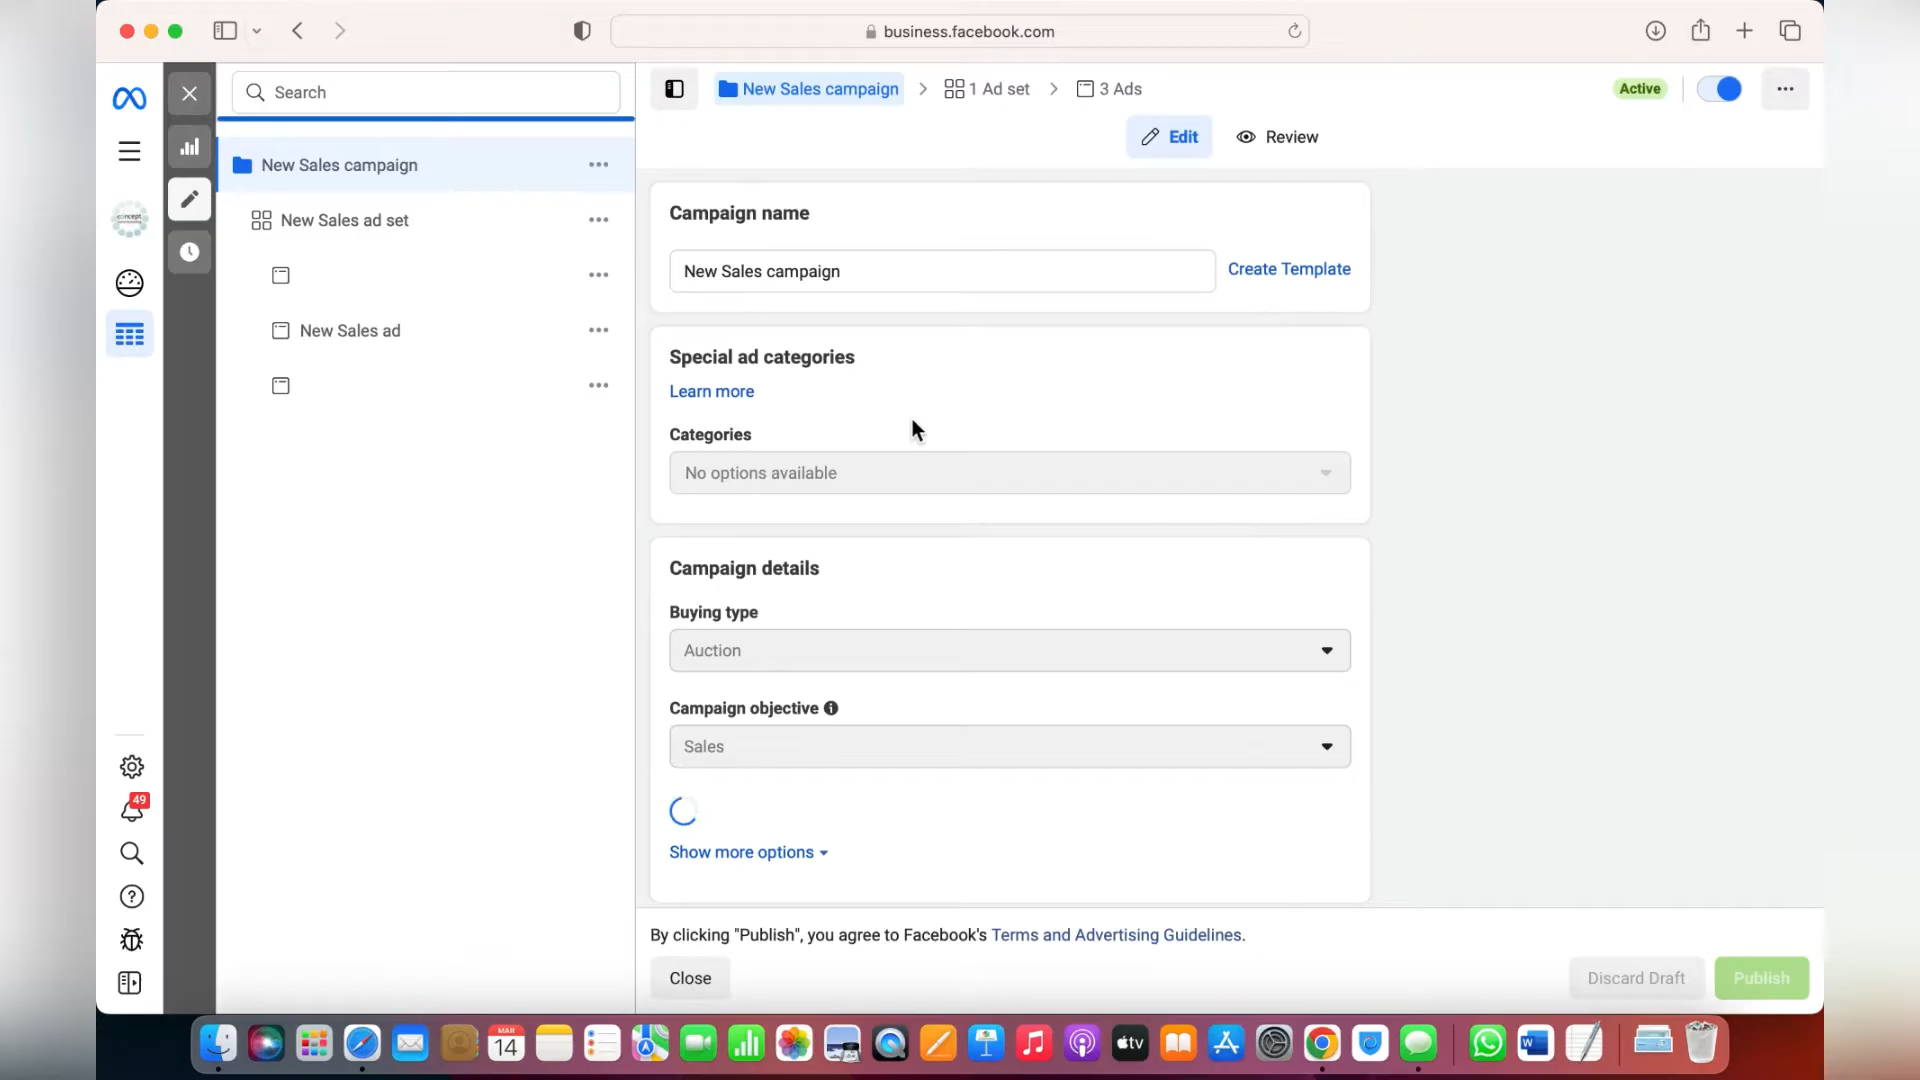 business.facebook.com
Search
New Sales campaign
1 Ad set
3 Ads
Active
Edit
Review
New Sales campaign
New Sales ad set
New Sales ad
Campaign name
New Sales campaign
Create Template
Special ad categories
Learn more
Categories
No options available
Campaign details
Buying type
Auction
Campaign objective
Sales
Show more options
49
concept
By clicking "Publish", you agree to Facebook's Terms and Advertising Guidelines.
Close
Discard Draft
Publish
MAR
14
tv
W